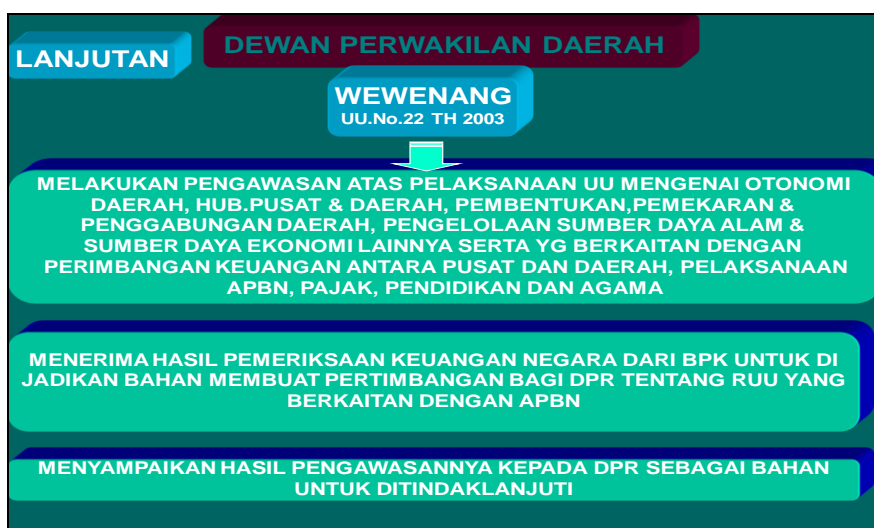 DEWAN PERWAKILAN DAERAH
LANJUTAN
WEWENANG
UU.No.22 TH 2003
MELAKUKAN PENGAWASAN ATAS PELAKSANAAN UU MENGENAI OTONOMI
DAERAH, HUB.PUSAT & DAERAH, PEMBENTUKAN,PEMEKARAN &
PENGGABUNGAN DAERAH, PENGELOLAAN SUMBER DAYA ALAM &
SUMBER DAYA EKONOMI LAINNYA SERTA YG BERKAITAN DENGAN
PERIMBANGAN KEUANGAN ANTARA PUSAT DAN DAERAH, PELAKSANAAN
APBN, PAJAK, PENDIDIKAN DAN AGAMA
MENERIMA HASIL PEMERIKSAAN KEUANGAN NEGARA DARI BPK UNTUK DI
JADIKAN BAHAN MEMBUAT PERTIMBANGAN BAGI DPR TENTANG RUU YANG
BERKAITAN DENGAN APBN
MENYAMPAIKAN HASIL PENGAWASANNYA KEPADA DPR SEBAGAI BAHAN
UNTUK DITINDAKLANJUTI